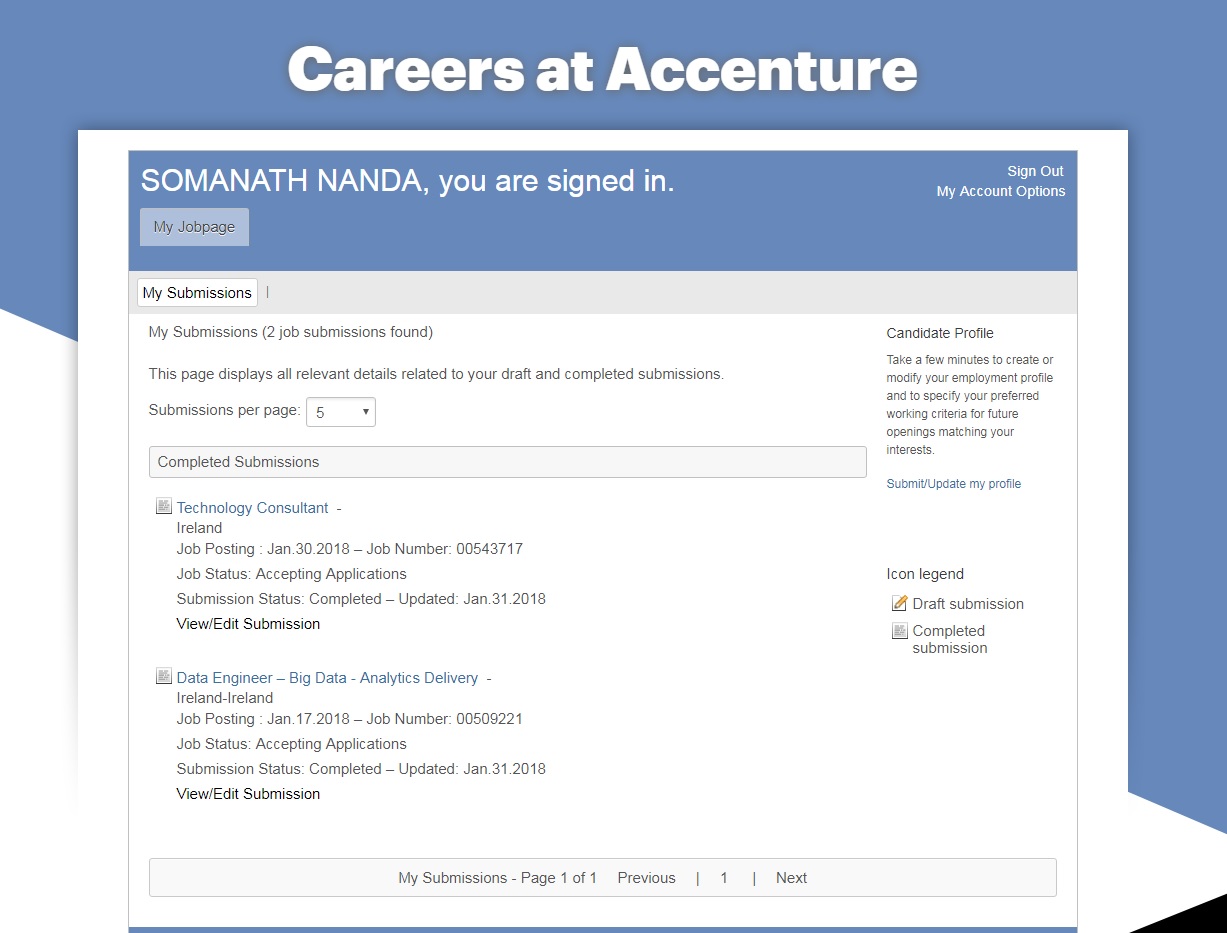 Careers at Accenture
SOMANATH NANDA, you are signed in.
Sign Out
My Account Options
My Jobpage
My Submissions |
My Submissions (2 job submissions found)
This page displays all relevant details related to your draft and completed submissions.
Submissions per page: 5
Completed Submissions
Technology Consultant -
Ireland
Job Posting : Jan.30.2018 – Job Number: 00543717
Job Status: Accepting Applications
Submission Status: Completed – Updated: Jan.31.2018
View/Edit Submission
Data Engineer – Big Data - Analytics Delivery -
Ireland-Ireland
Job Posting : Jan.17.2018 – Job Number: 00509221
Job Status: Accepting Applications
Submission Status: Completed – Updated: Jan.31.2018
View/Edit Submission
Candidate Profile
Take a few minutes to create or
modify your employment profile
and to specify your preferred
working criteria for future
openings matching your
interests.
Submit/Update my profile
Icon legend
Draft submission
Completed
submission
My Submissions - Page 1 of 1 Previous | 1 | Next